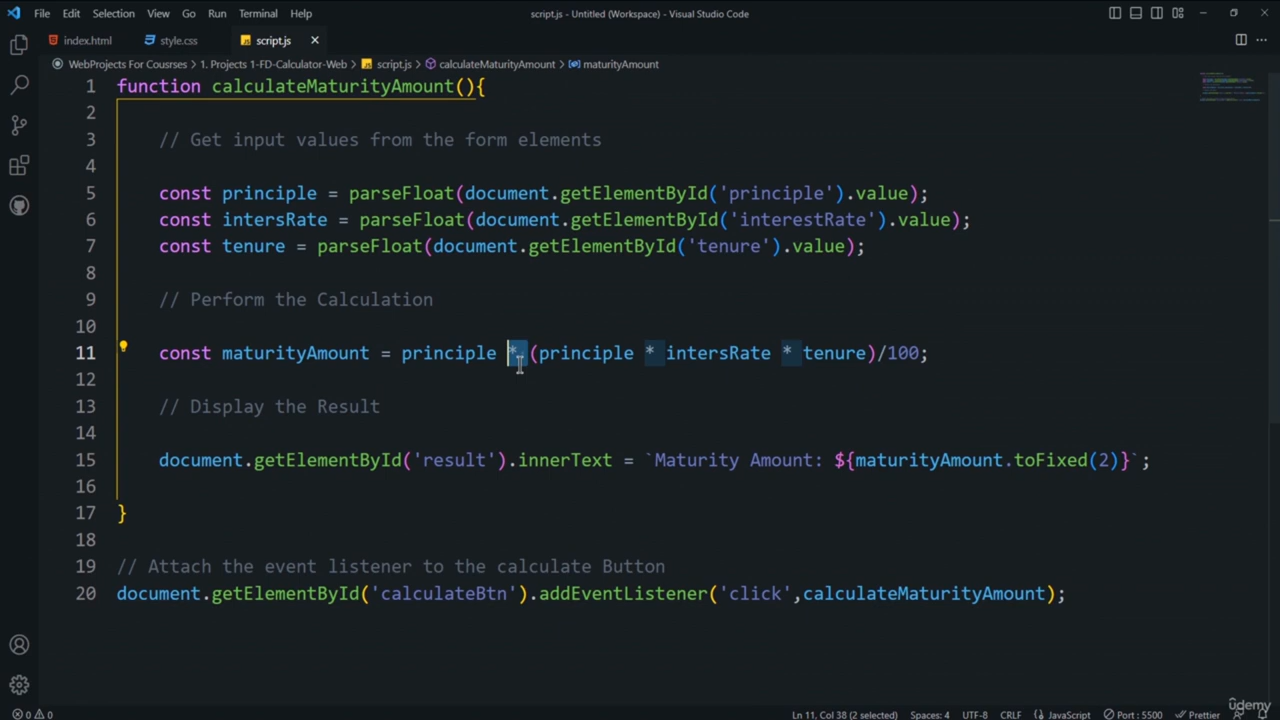 File Edit Selection View Go Run Terminal Help script.js - Untitled (Workspace) - Visual Studio Code
index.html style.css script.js
WebProjects For Coursres > 1. Projects 1-FD-Calculator-Web > script.js > calculateMaturityAmount > maturityAmount
1 function calculateMaturityAmount(){
2
3 // Get input values from the form elements
4
5 const principle = parseFloat(document.getElementById('principle').value);
6 const intersRate = parseFloat(document.getElementById('interestRate').value);
7 const tenure = parseFloat(document.getElementById('tenure').value);
8
9 // Perform the Calculation
10
11 const maturityAmount = principle * (principle * intersRate * tenure)/100;
12
13 // Display the Result
14
15 document.getElementById('result').innerText = `Maturity Amount: ${maturityAmount.toFixed(2)}`;
16
17 }
18
19 // Attach the event listener to the calculate Button
20 document.getElementById('calculateBtn').addEventListener('click',calculateMaturityAmount);
0 0 Ln 11, Col 38 (2 selected) Spaces: 4 UTF-8 CRLF JavaScript Port : 5500 Prettier
udemy